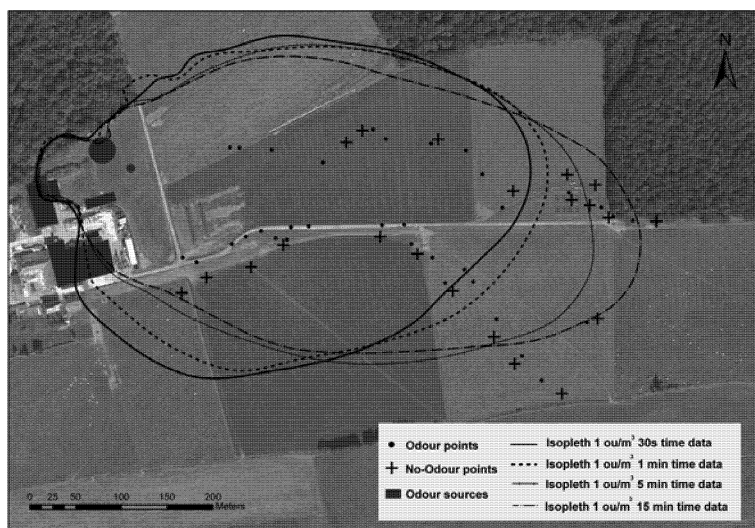 N
Odour points
No-Odour points
Odour sources
Isopleth 1 ou/m³ 30s time data
Isopleth 1 ou/m³ 1 min time data
Isopleth 1 ou/m³ 5 min time data
Isopleth 1 ou/m³ 15 min time data
0 25 50 100 150 200
Meters